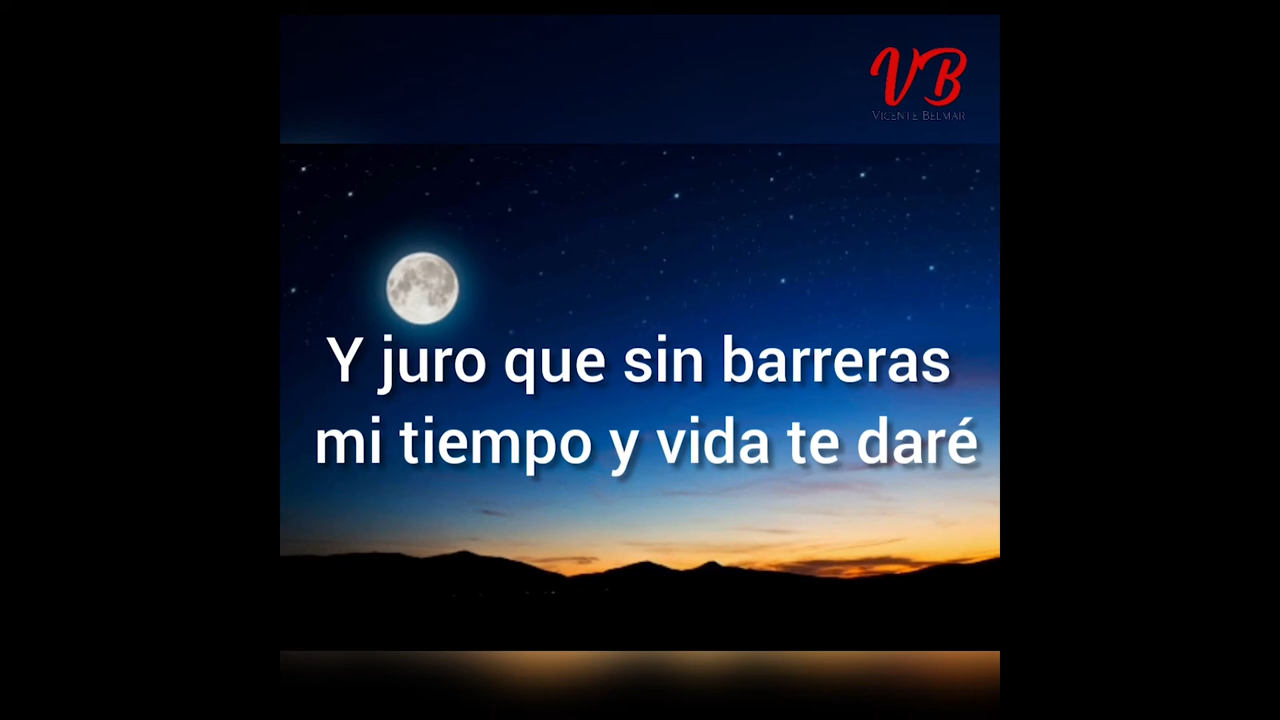 VB
VICENTE BELMAR
Y juro que sin barreras
mi tiempo y vida te daré